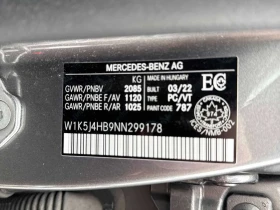 MERCEDES-BENZ AG
KG
MADE IN HUNGARY
GVWR/PNBV 2085
BUILT 03/22
EC
GAWR/PNBE F/AV 1120
TYPE PC/VT
GAWR/PNBE R/AR 1025
PAINT 787
W1K5J4HB9NN299178